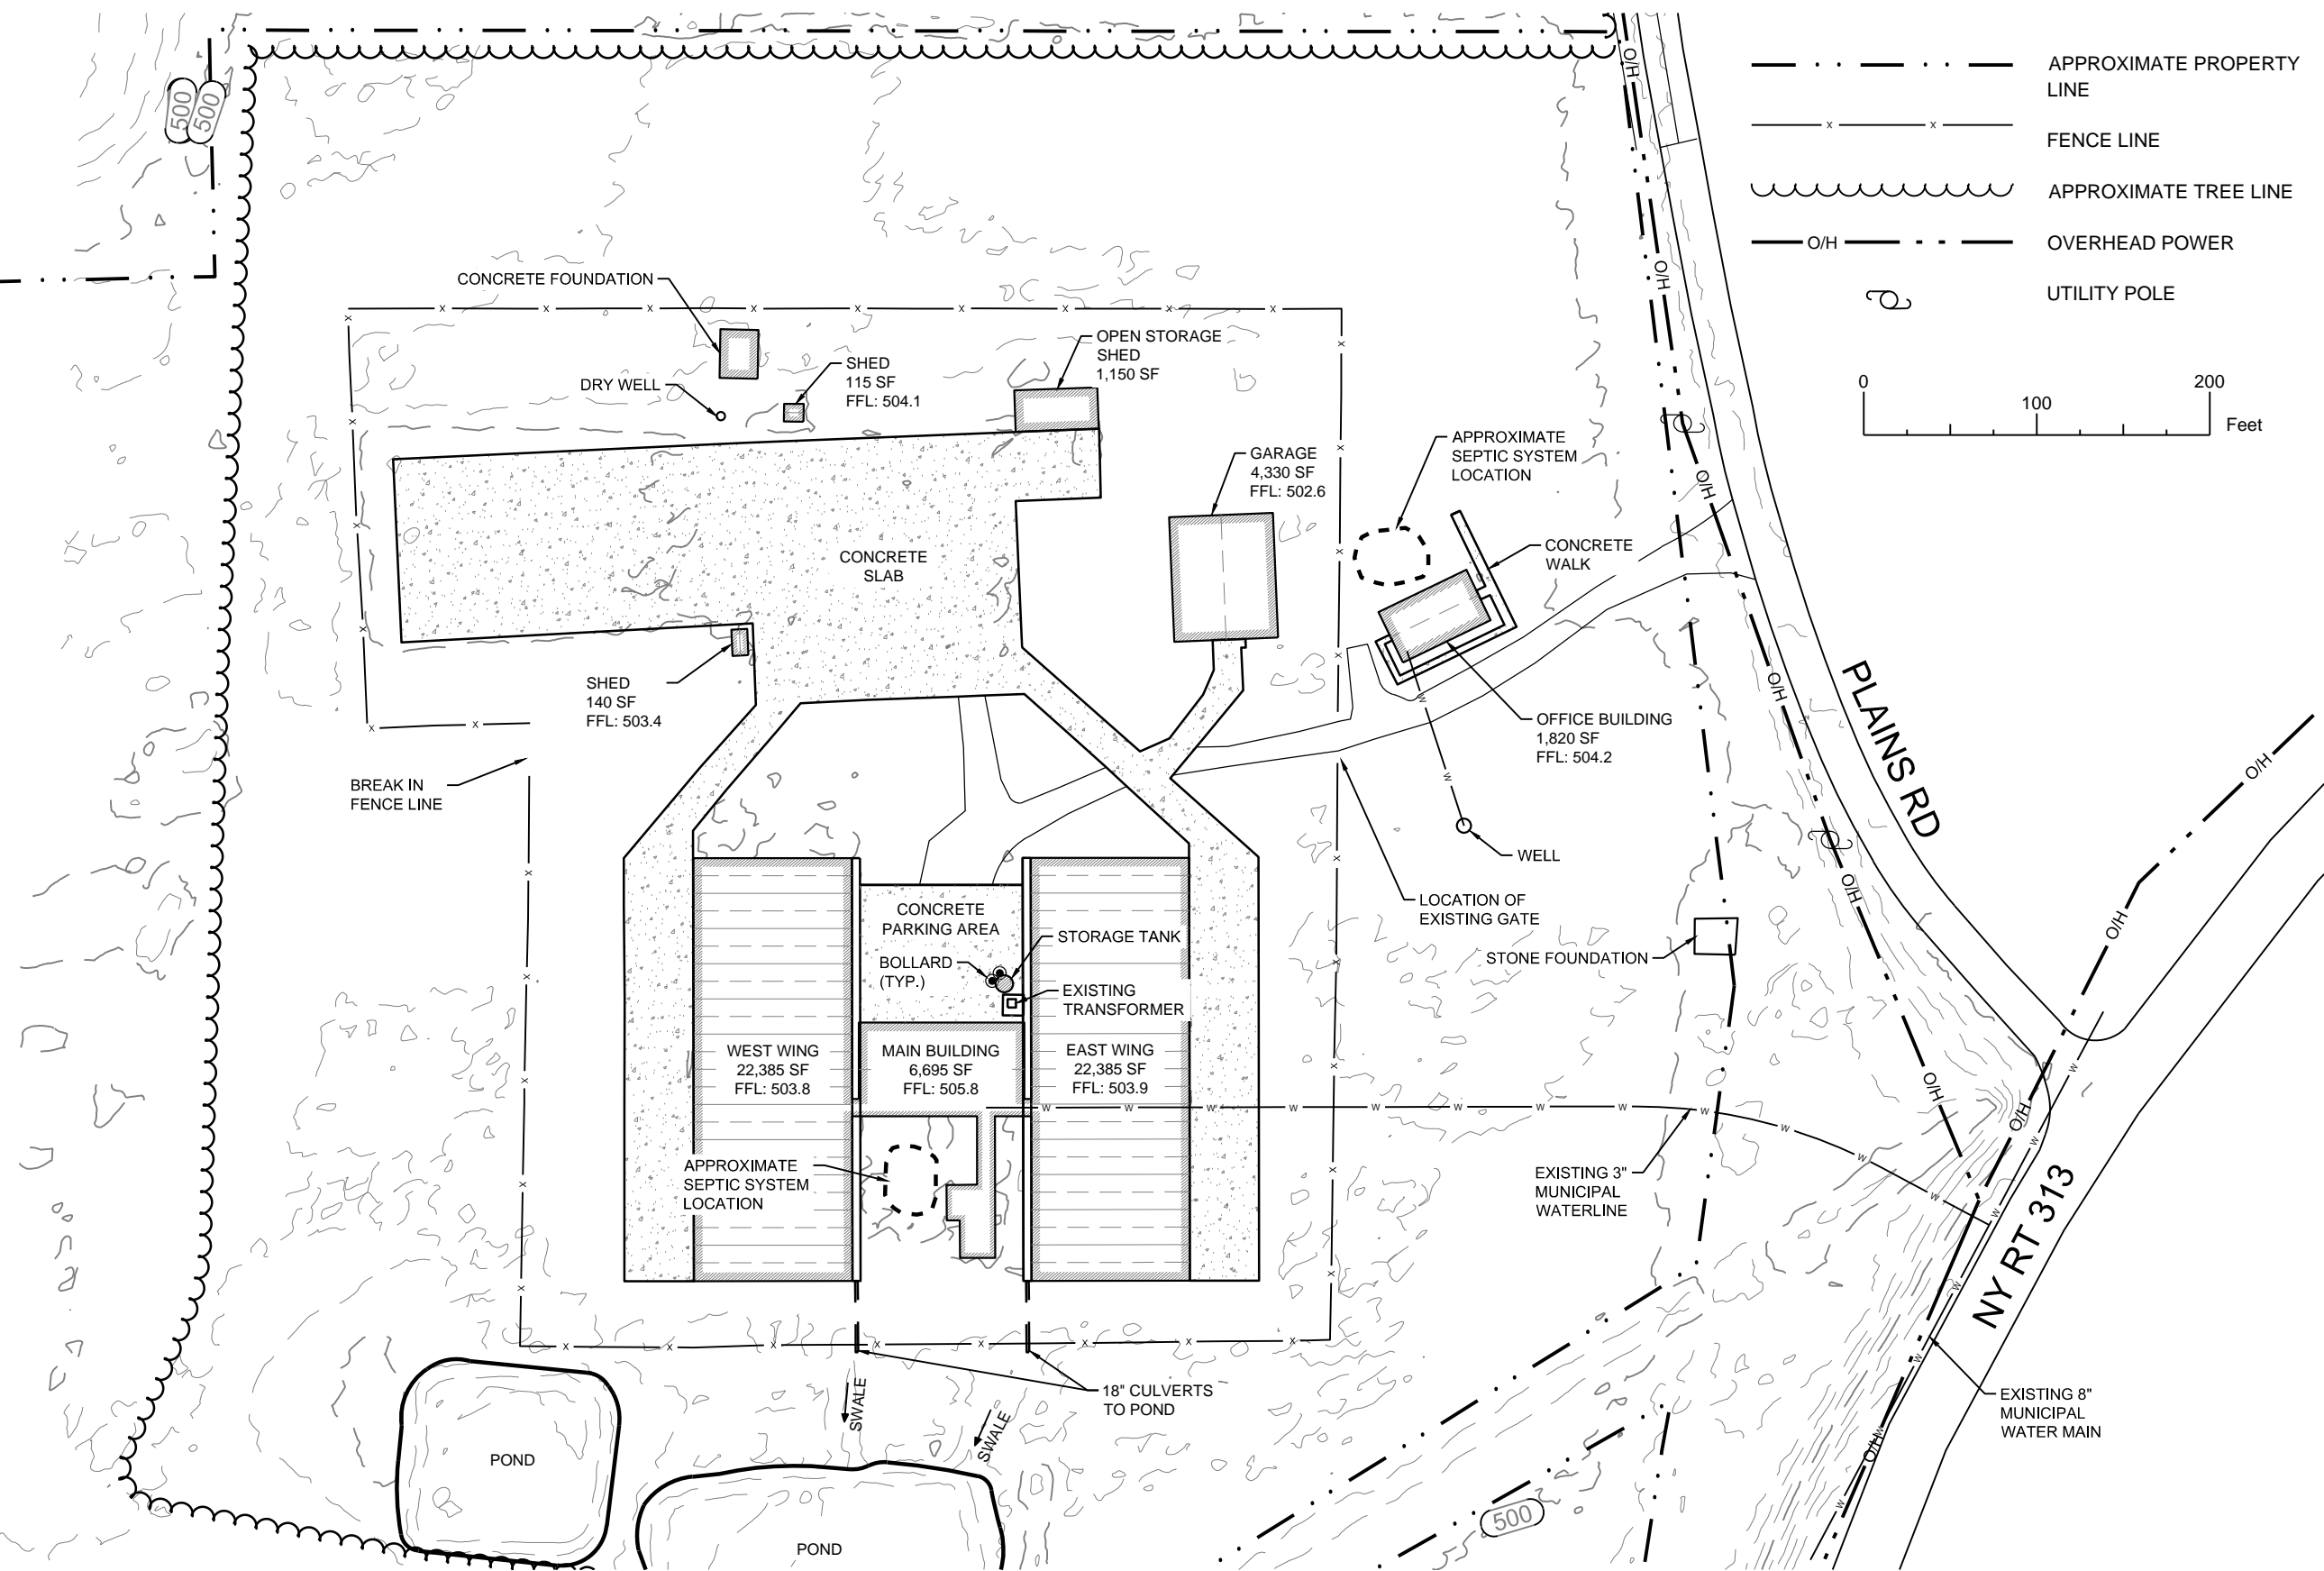 500
500
APPROXIMATE PROPERTY
LINE
x x
FENCE LINE
APPROXIMATE TREE LINE
O/H
OVERHEAD POWER
UTILITY POLE
0
100
200
Feet
O/H
O/H
O/H
O/H
O/H
O/H
O/H
O/H
O/H
O/H
CONCRETE FOUNDATION
DRY WELL
SHED
115 SF
FFL: 504.1
OPEN STORAGE
SHED
1,150 SF
GARAGE
4,330 SF
FFL: 502.6
APPROXIMATE
SEPTIC SYSTEM
LOCATION
CONCRETE
WALK
CONCRETE
SLAB
SHED
140 SF
FFL: 503.4
OFFICE BUILDING
1,820 SF
FFL: 504.2
PLAINS RD
BREAK IN
FENCE LINE
WELL
LOCATION OF
EXISTING GATE
CONCRETE
PARKING AREA
STORAGE TANK
BOLLARD
(TYP.)
EXISTING
TRANSFORMER
STONE FOUNDATION
WEST WING
22,385 SF
FFL: 503.8
MAIN BUILDING
6,695 SF
FFL: 505.8
EAST WING
22,385 SF
FFL: 503.9
APPROXIMATE
SEPTIC SYSTEM
LOCATION
EXISTING 3"
MUNICIPAL
WATERLINE
NY RT 313
18" CULVERTS
TO POND
SWALE
SWALE
EXISTING 8"
MUNICIPAL
WATER MAIN
POND
POND
500